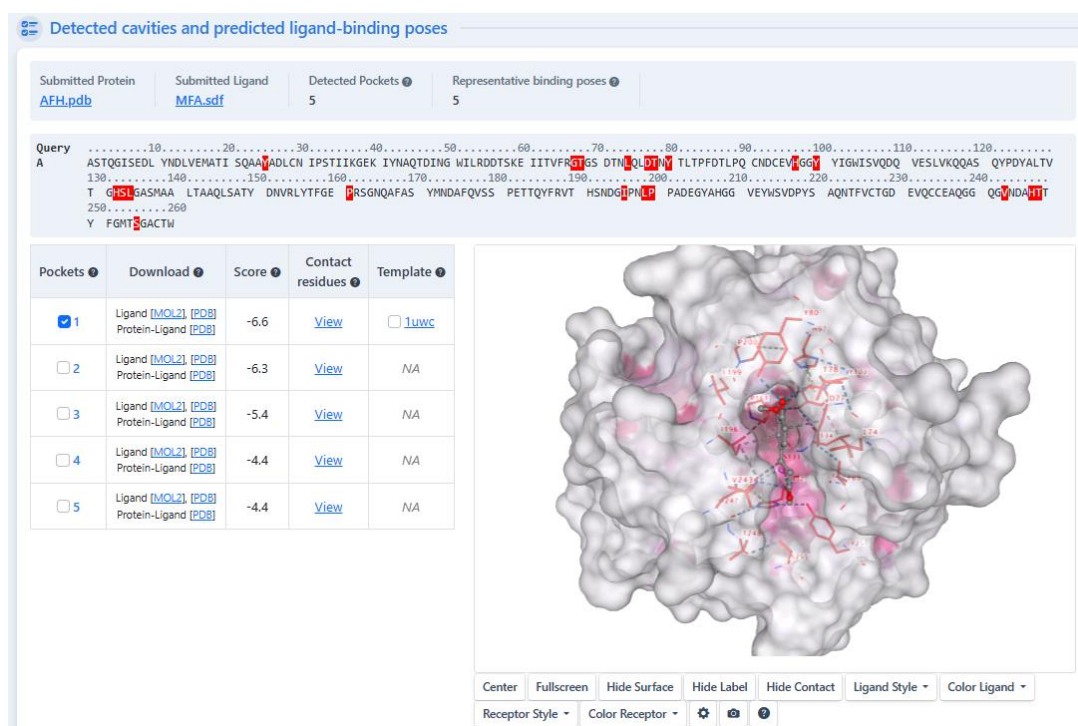 Detected cavities and predicted ligand-binding poses
Submitted Protein Submitted Ligand Detected Pockets Representative binding poses
AFH.pdb MFA.sdf 5 5
Query ........10........20........30........40........50........60........70........80........90.......100.......110.......120.......
A ASTQGISEDL YNDLVEMATI SQAAYADLCN IPSTIIKGEK IYNAQTDING WILRDDTSKE IITVFRGTGS DTNLQLDTNY TLTPFDTLPQ CNDCEVHGGY YIGWISVQDQ VESLVKQQAS QYPDYALTV
130.......140.......150.......160.......170.......180.......190.......200.......210.......220.......230.......240.........
T GHSLGASMAA LTAAQLSATY DNVRLYTFGE PRSGNQAFAS YMNDAFQVSS PETTQYFRVT HSNDGIPNLP PADEGYAHGG VEYWSVDPYS AQNTFVCTGD EVQCCEAQGG QGVNDAHTT
250.......260
Y FGMTSGACTW
Pockets Download Score Contact residues Template
1 Ligand [MOL2], [PDB] Protein-Ligand [PDB] -6.6 View 1uwc
2 Ligand [MOL2], [PDB] Protein-Ligand [PDB] -6.3 View NA
3 Ligand [MOL2], [PDB] Protein-Ligand [PDB] -5.4 View NA
4 Ligand [MOL2], [PDB] Protein-Ligand [PDB] -4.4 View NA
5 Ligand [MOL2], [PDB] Protein-Ligand [PDB] -4.4 View NA
Y80
Center Fullscreen Hide Surface Hide Label Hide Contact Ligand Style Color Ligand
Receptor Style Color Receptor